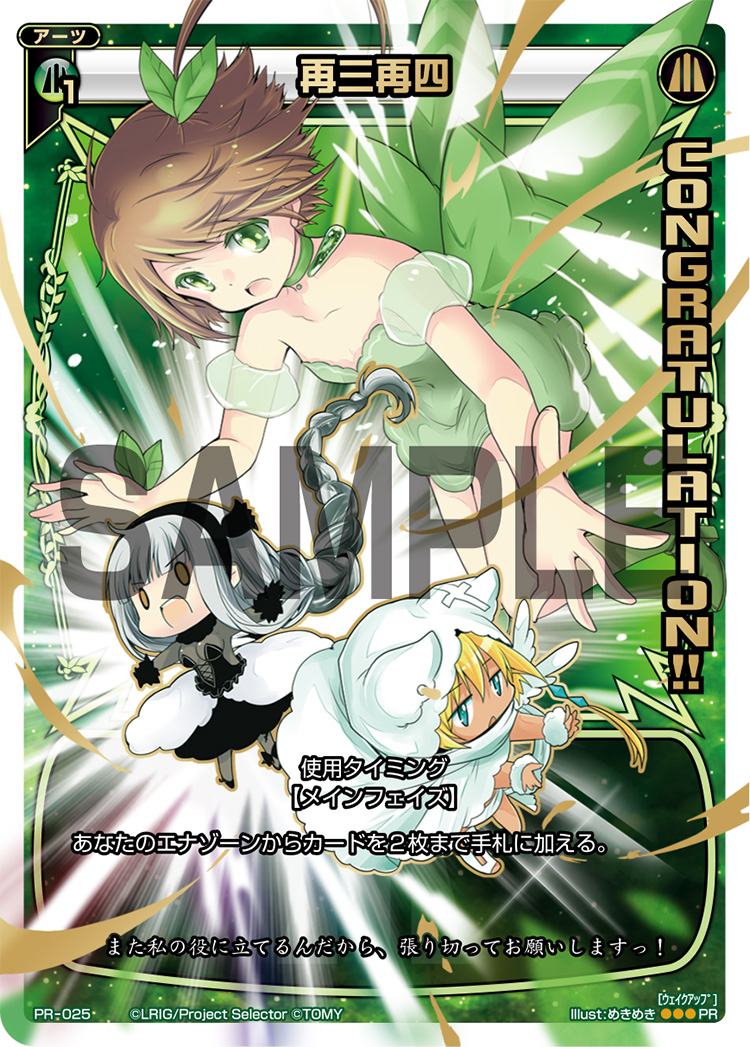 アーツ
1
再三再四
CONGRATULATION!!
SAMPLE
使用タイミング
【メインフェイズ】
あなたのエナゾーンからカードを２枚まで手札に加える。
また私の役に立てるんだから、張り切ってお願いしますっ！
[ウェイクアップ]
PR-025 ©LRIG/Project Selector ©TOMY Illust:めきめき PR